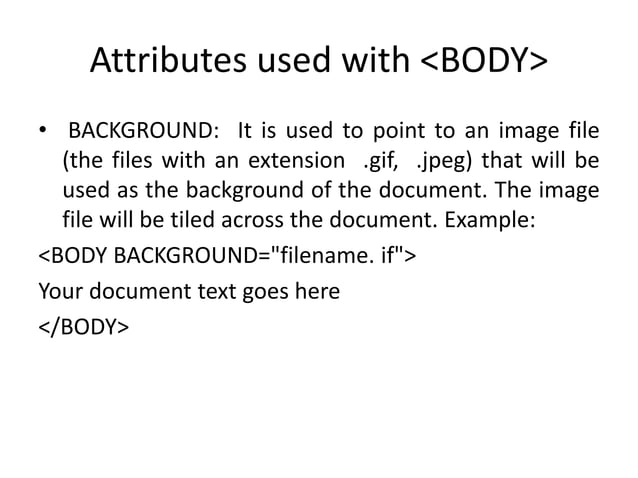 Attributes used with <BODY>
• BACKGROUND: It is used to point to an image file
(the files with an extension .gif, .jpeg) that will be
used as the background of the document. The image
file will be tiled across the document. Example:
<BODY BACKGROUND="filename. if">
Your document text goes here
</BODY>